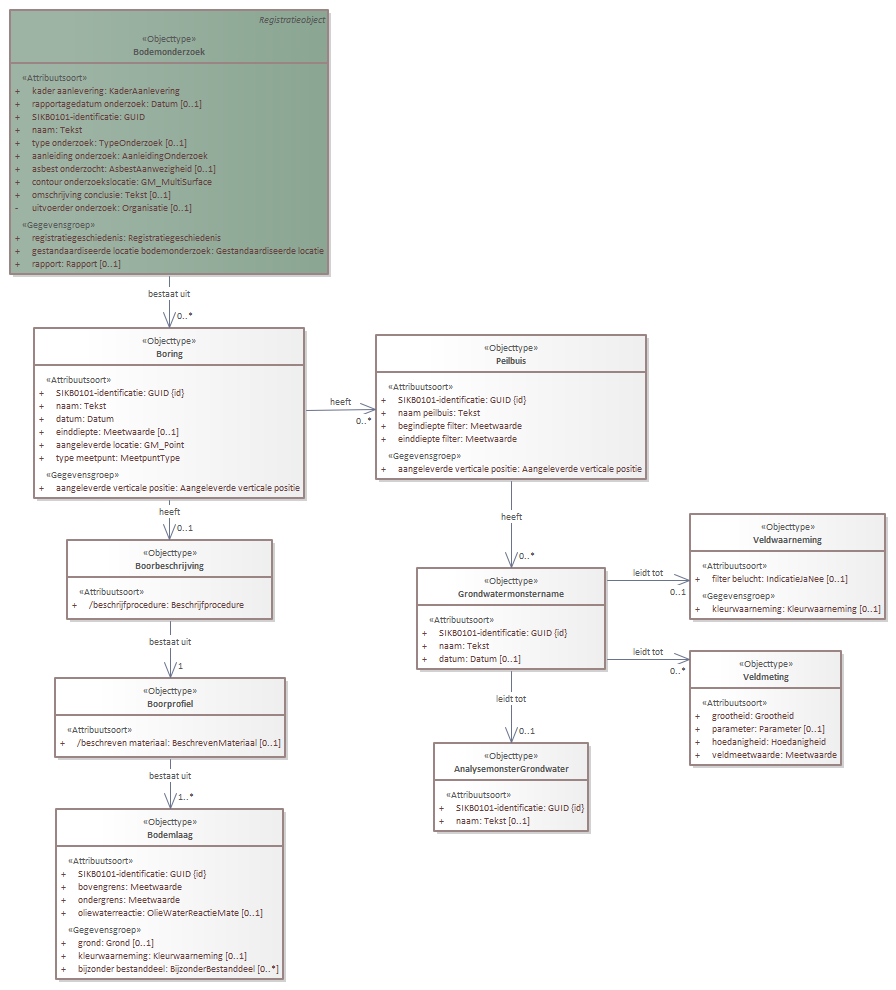 Registratieobject
«Objecttype»
Bodemonderzoek
«Attribuutsoort»
+ kader aanlevering: KaderAanlevering
+ rapportagedatum onderzoek: Datum [0..1]
+ SIKB0101-identificatie: GUID
+ naam: Tekst
+ type onderzoek: TypeOnderzoek [0..1]
+ aanleiding onderzoek: AanleidingOnderzoek
+ asbest onderzocht: AsbestAanwezigheid [0..1]
+ contour onderzoekslocatie: GM_MultiSurface
+ omschrijving conclusie: Tekst [0..1]
- uitvoerder onderzoek: Organisatie [0..1]
«Gegevensgroep»
+ registratiegeschiedenis: Registratiegeschiedenis
+ gestandaardiseerde locatie bodemonderzoek: Gestandaardiseerde locatie
+ rapport: Rapport [0..1]
bestaat uit
0..*
«Objecttype»
Boring
«Attribuutsoort»
+ SIKB0101-identificatie: GUID {id}
+ naam: Tekst
+ datum: Datum
+ einddiepte: Meetwaarde [0..1]
+ aangeleverde locatie: GM_Point
+ type meetpunt: MeetpuntType
«Gegevensgroep»
+ aangeleverde verticale positie: Aangeleverde verticale positie
heeft
0..*
«Objecttype»
Peilbuis
«Attribuutsoort»
+ SIKB0101-identificatie: GUID {id}
+ naam peilbuis: Tekst
+ begindiepte filter: Meetwaarde
+ einddiepte filter: Meetwaarde
«Gegevensgroep»
+ aangeleverde verticale positie: Aangeleverde verticale positie
heeft
0..1
«Objecttype»
Boorbeschrijving
«Attribuutsoort»
+ /beschrijfprocedure: Beschrijfprocedure
bestaat uit
1
«Objecttype»
Boorprofiel
«Attribuutsoort»
+ /beschreven materiaal: BeschrevenMateriaal [0..1]
bestaat uit
1..*
«Objecttype»
Bodemlaag
«Attribuutsoort»
+ SIKB0101-identificatie: GUID {id}
+ bovengrens: Meetwaarde
+ ondergrens: Meetwaarde
+ oliewaterreactie: OlieWaterReactieMate [0..1]
«Gegevensgroep»
+ grond: Grond [0..1]
+ kleurwaarneming: Kleurwaarneming [0..1]
+ bijzonder bestanddeel: BijzonderBestanddeel [0..*]
heeft
0..*
«Objecttype»
Grondwatermonstername
«Attribuutsoort»
+ SIKB0101-identificatie: GUID {id}
+ naam: Tekst
+ datum: Datum [0..1]
leidt tot
0..1
«Objecttype»
Veldwaarneming
«Attribuutsoort»
+ filter belucht: IndicatieJaNee [0..1]
«Gegevensgroep»
+ kleurwaarneming: Kleurwaarneming [0..1]
leidt tot
0..*
«Objecttype»
Veldmeting
«Attribuutsoort»
+ grootheid: Grootheid
+ parameter: Parameter [0..1]
+ hoedanigheid: Hoedanigheid
+ veldmeetwaarde: Meetwaarde
leidt tot
0..1
«Objecttype»
AnalysemonsterGrondwater
«Attribuutsoort»
+ SIKB0101-identificatie: GUID {id}
+ naam: Tekst [0..1]